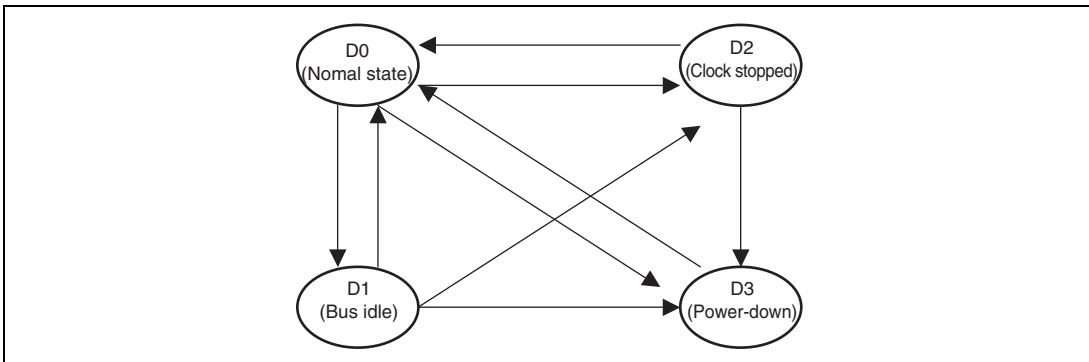 D0
(Nomal state)
D2
(Clock stopped)
D1
(Bus idle)
D3
(Power-down)